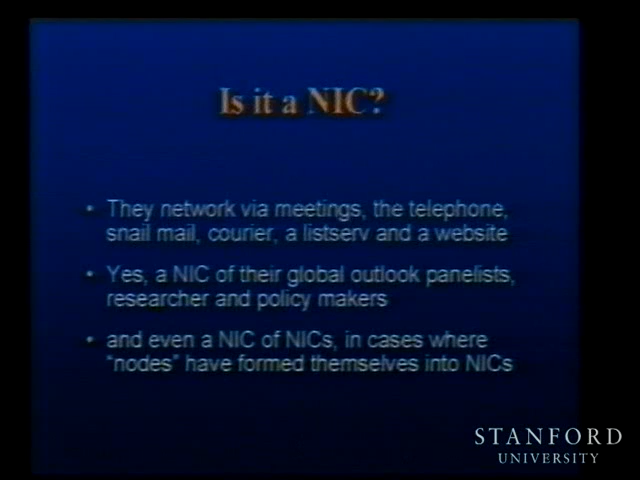 Is it a NIC?
• They network via meetings, the telephone,
snail mail, courier, a listserv and a website
• Yes, a NIC of their global outlook panelists,
researcher and policy makers
• and even a NIC of NICs, in cases where
"nodes" have formed themselves into NICs
STANFORD
UNIVERSITY